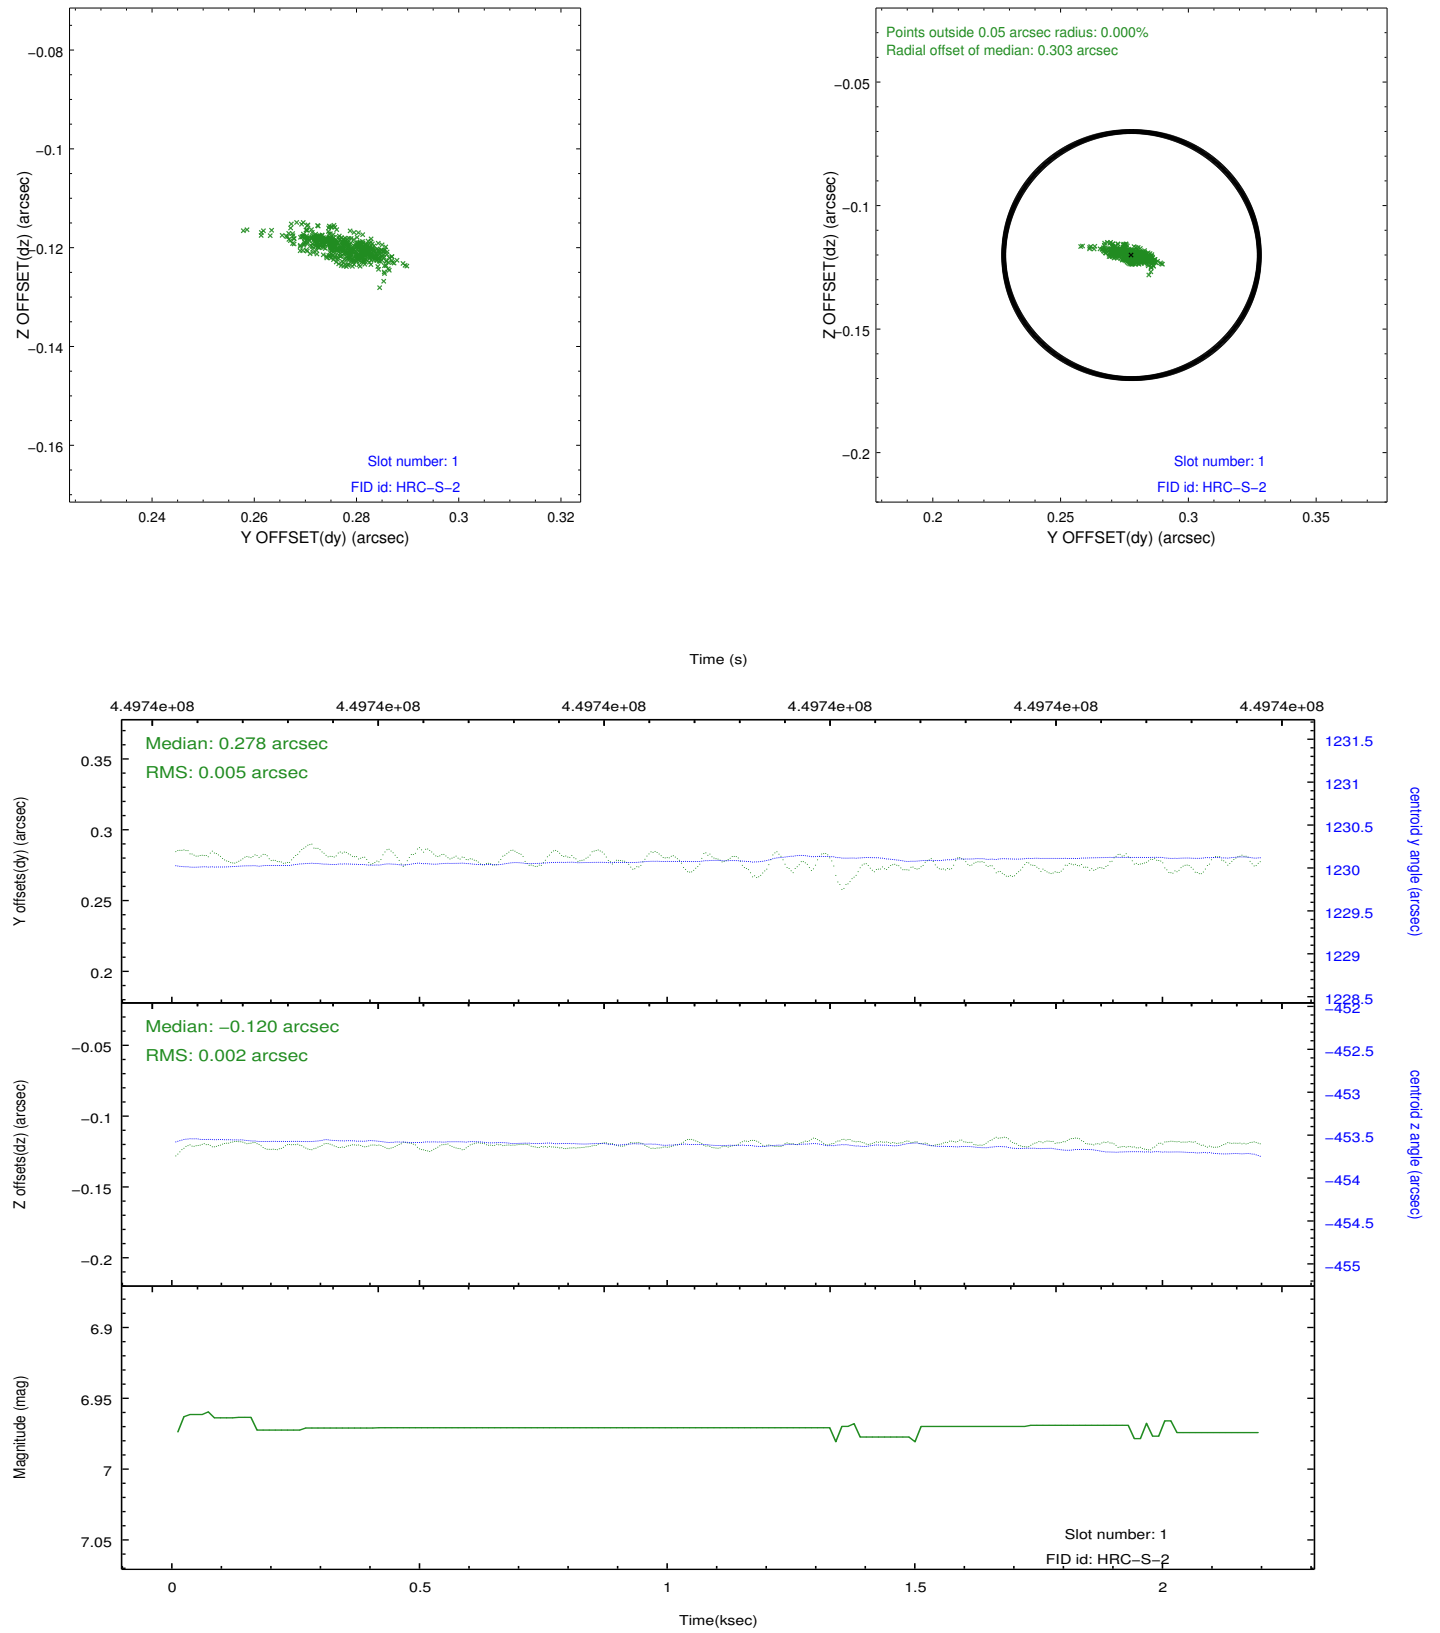 −0.08
−0.1
−0.12
−0.14
−0.16
Z OFFSET(dz) (arcsec)
Slot number: 1
FID id: HRC−S−2
0.24 0.26 0.28 0.3 0.32
Y OFFSET(dy) (arcsec)
Points outside 0.05 arcsec radius: 0.000%
Radial offset of median: 0.303 arcsec
−0.05
−0.1
−0.15
−0.2
Z OFFSET(dz) (arcsec)
Slot number: 1
FID id: HRC−S−2
0.2 0.25 0.3 0.35
Y OFFSET(dy) (arcsec)
Time (s)
4.4974e+08 4.4974e+08 4.4974e+08 4.4974e+08 4.4974e+08 4.4974e+08
Median: 0.278 arcsec
RMS: 0.005 arcsec
0.35
0.3
0.25
0.2
Y offsets(dy) (arcsec)
1231.5
1231
1230.5
1230
1229.5
1229
1228.5
centroid y angle (arcsec)
Median: −0.120 arcsec
RMS: 0.002 arcsec
−0.05
−0.1
−0.15
−0.2
Z offsets(dz) (arcsec)
−452
−452.5
−453
−453.5
−454
−454.5
−455
centroid z angle (arcsec)
6.9
6.95
7
7.05
Magnitude (mag)
Slot number: 1
FID id: HRC−S−2
0 0.5 1 1.5 2
Time(ksec)